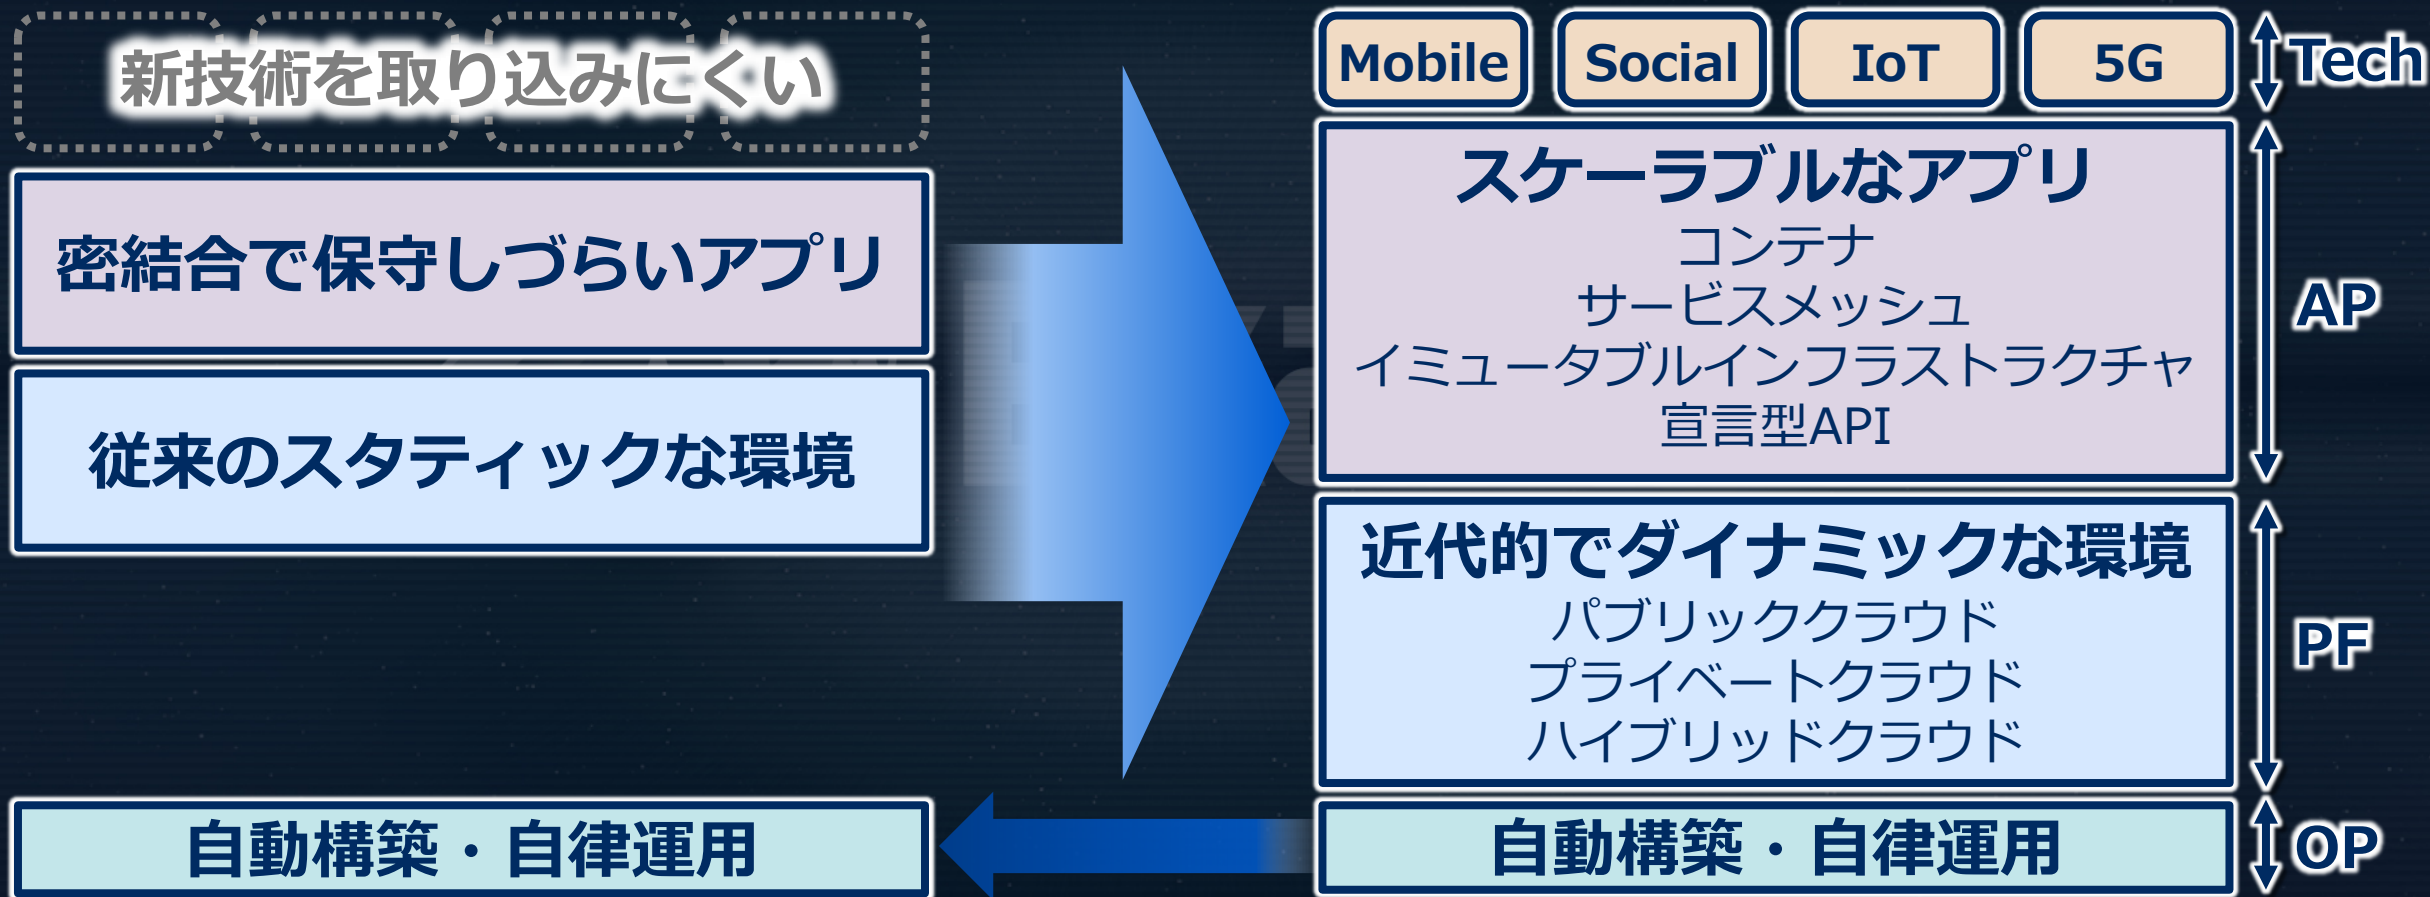 新技術を取り込みにくい
密結合で保守しづらいアプリ
従来のスタティックな環境
自動構築・自律運用
Mobile
Social
IoT
5G
Tech
スケーラブルなアプリ
コンテナ
サービスメッシュ
イミュータブルインフラストラクチャ
宣言型API
AP
近代的でダイナミックな環境
パブリッククラウド
プライベートクラウド
ハイブリッドクラウド
PF
自動構築・自律運用
OP